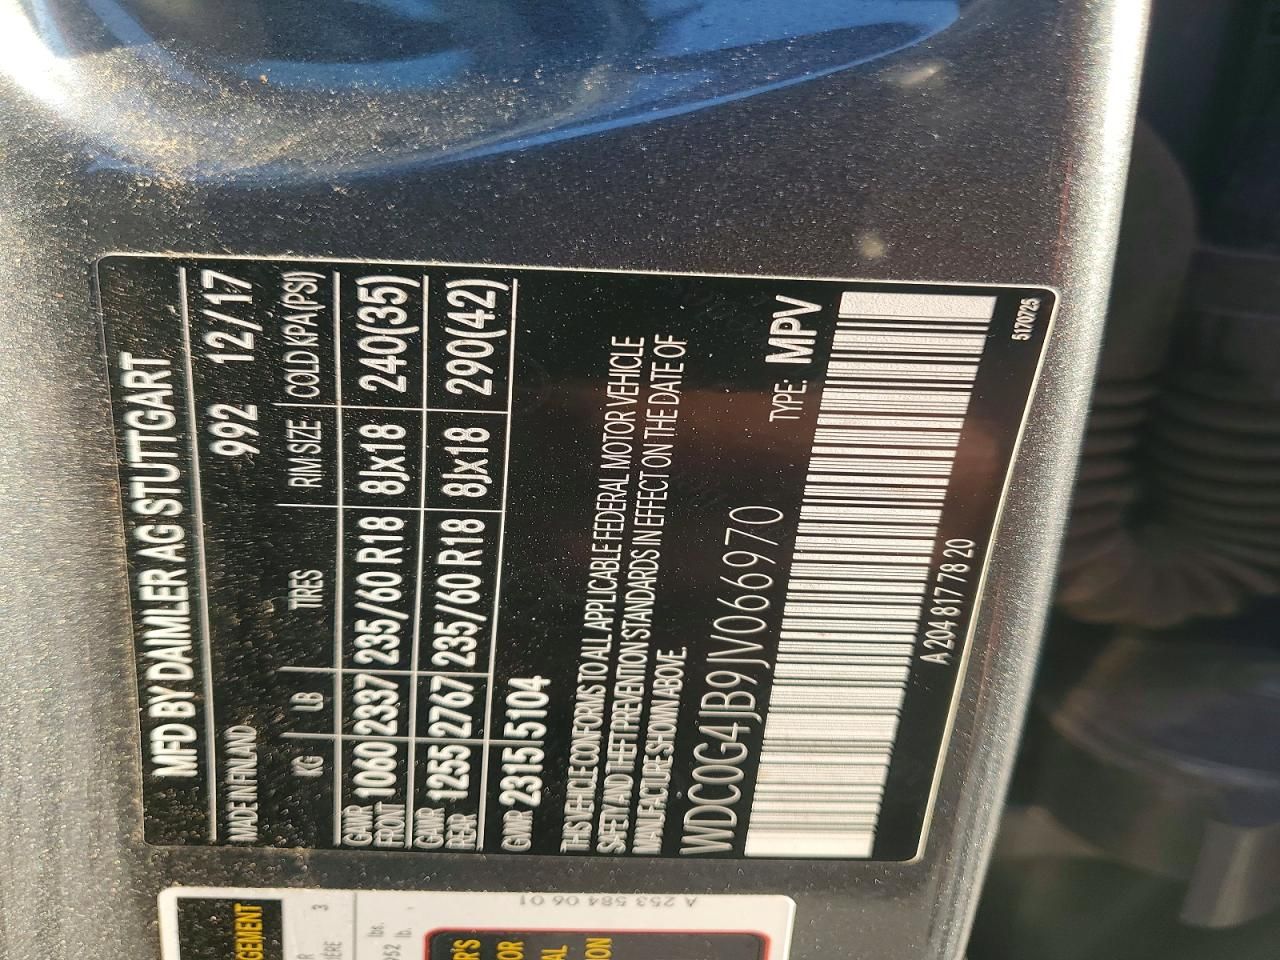 MFD BY DAIMLER AG STUTTGART
MADE IN FINLAND 992 12/17
KG LB TIRES RIM SIZE COLD KPA(PSI)
GAWR FRONT 1060 2337 235/60 R18 8Jx18 240(35)
GAWR REAR 1255 2767 235/60 R18 8Jx18 290(42)
GVWR 2315 5104
THIS VEHICLE CONFORMS TO ALL APPLICABLE FEDERAL MOTOR VEHICLE
SAFETY AND THEFT PREVENTION STANDARDS IN EFFECT ON THE DATE OF
MANUFACTURE SHOWN ABOVE.
WDC0G4JB9JV066970 TYPE: MPV
A 204 817 78 20
5170725
GEMENT
3
lbs.
lb.
A 253 584 06 01